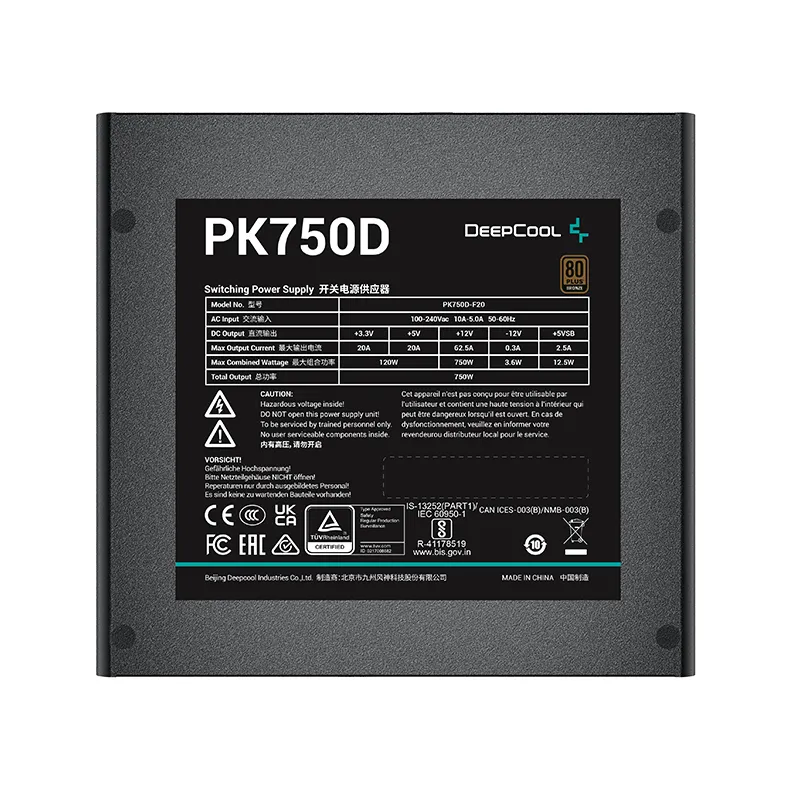 PK750D
DEEPCOOL
80
PLUS
BRONZE
Switching Power Supply 开关电源供应器
Model No. 型号 PK750D-F20
AC Input 交流输入 100-240Vac 10A-5.0A 50-60Hz
DC Output 直流输出 +3.3V +5V +12V -12V +5VSB
Max Output Current 最大输出电流 20A 20A 62.5A 0.3A 2.5A
Max Combined Wattage 最大组合功率 120W 750W 3.6W 12.5W
Total Output 总功率 750W
CAUTION:
Hazardous voltage inside!
DO NOT open this power supply unit!
To be serviced by trained personnel only.
No user serviceable components inside.
内有高压, 请勿开启
Cet appareil n'est pas conçu pour être utilisable par
l'utilisateur et contient une haute tension à l'intérieur qui
peut être dangereux lorsqu'il est ouvert. En cas de
dysfonctionnement, veuillez en informer votre
revendeurou distributeur local pour le service.
VORSICHT!
Gefährliche Hochspannung!
Bitte Netzteilgehäuse NICHT öffnen!
Reparaturen nur durch ausgebildetes Personal!
Es sind keine zu wartenden Bauteile vorhanden!
CE CCC UK
CA
FC EAC
TÜVRheinland
CERTIFIED
Type Approved
Safety
Regular Production
Surveillance
www.tuv.com
IS-13252(PART1)/
IEC 60950-1
R-41178519
www.bis.gov.in
CAN ICES-003(B)/NMB-003(B)
10
Beijing Deepcool Industries Co.,Ltd. 制造商:北京市九州风神科技股份有限公司
MADE IN CHINA 中国制造